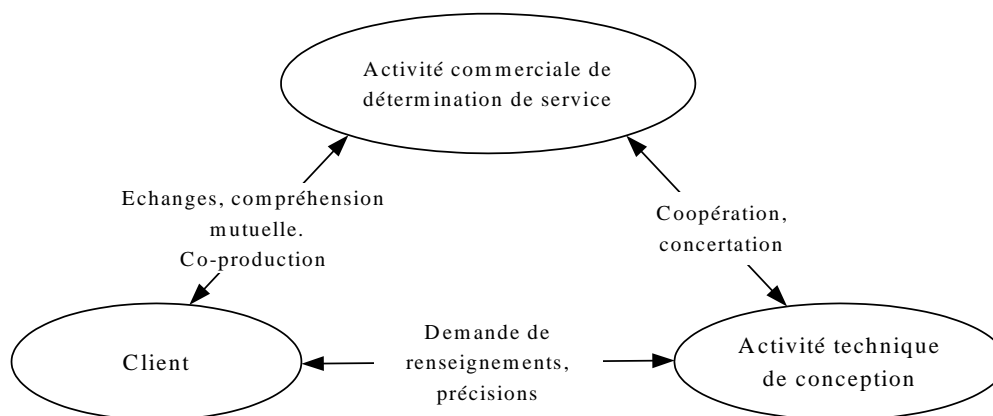 Activité commerciale de
détermination de service
Echanges, compréhension
mutuelle.
Co-production
Coopération,
concertation
Client
Demande de
renseignements,
précisions
Activité technique
de conception